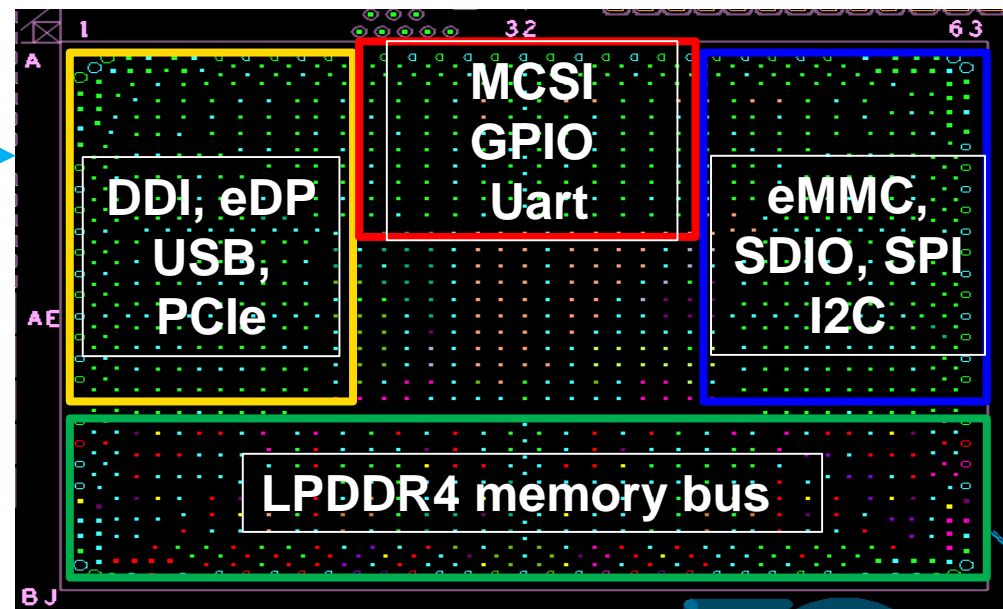 1
32
63
A
MCSI
GPIO
Uart
DDI, eDP
USB,
PCIe
eMMC,
SDIO, SPI
I2C
AE
LPDDR4 memory bus
BJ